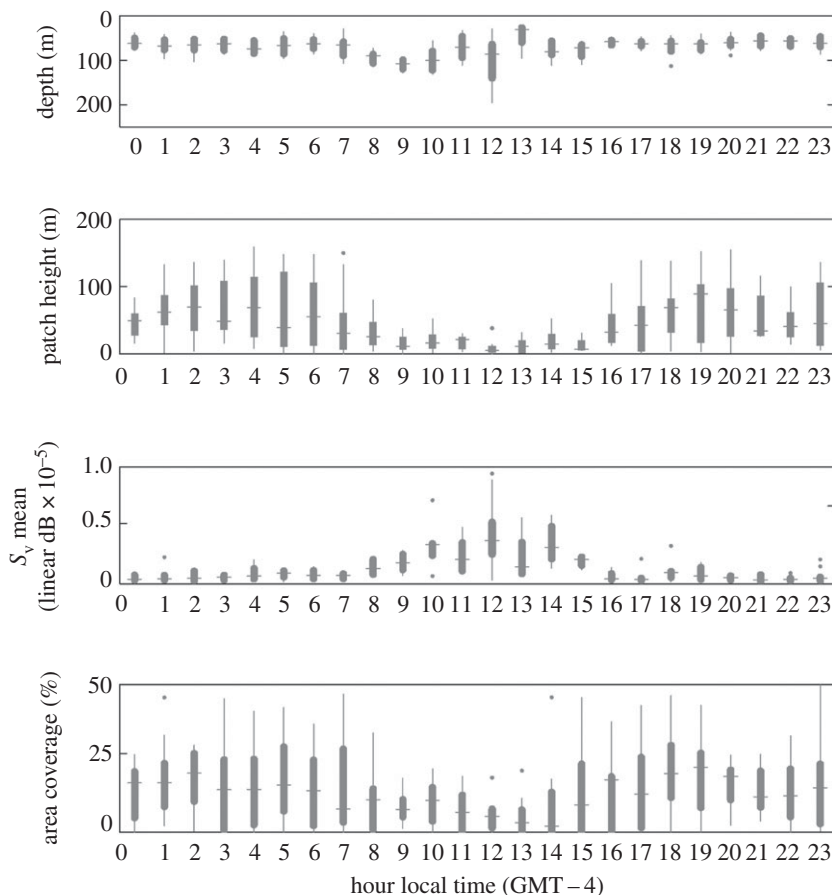 0
100
200
depth (m)
0 1 2 3 4 5 6 7 8 9 10 11 12 13 14 15 16 17 18 19 20 21 22 23
200
100
0
patch height (m)
0 1 2 3 4 5 6 7 8 9 10 11 12 13 14 15 16 17 18 19 20 21 22 23
1.0
0.5
0
Sv mean
(linear dB × 10⁻⁵)
0 1 2 3 4 5 6 7 8 9 10 11 12 13 14 15 16 17 18 19 20 21 22 23
50
25
0
area coverage (%)
0 1 2 3 4 5 6 7 8 9 10 11 12 13 14 15 16 17 18 19 20 21 22 23
hour local time (GMT – 4)